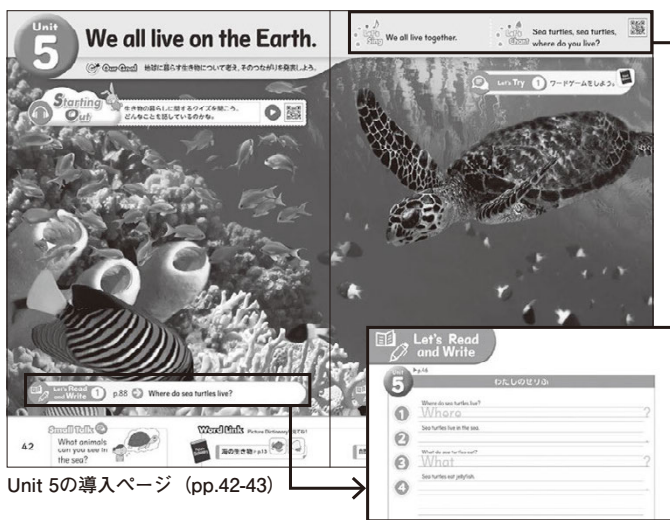 Unit
5
We all live on the Earth.
Our Goal 地球に暮らす生き物について考え、そのつながりを発表しよう。
Starting
Out
生き物の暮らしに関するクイズを聞こう。
どんなことを話しているのかな。
Let's
Sing
We all live together.
Let's
Chant
Sea turtles, sea turtles,
where do you live?
Let's Try 1 ワードゲームをしよう。
Let's Read
and Write 1 p.88 Where do sea turtles live?
42
Small Talk
What animals
can you see in
the sea?
Word Link Picture Dictionary
海の生き物 p.13
Let's Read
and Write
Unit
5
わたしのせりふ
1
Where do sea turtles live?
Where ?
2
Sea turtles live in the sea.
3
What do sea turtles eat?
What ?
4
Sea turtles eat jellyfish.
Unit 5の導入ページ（pp.42-43）